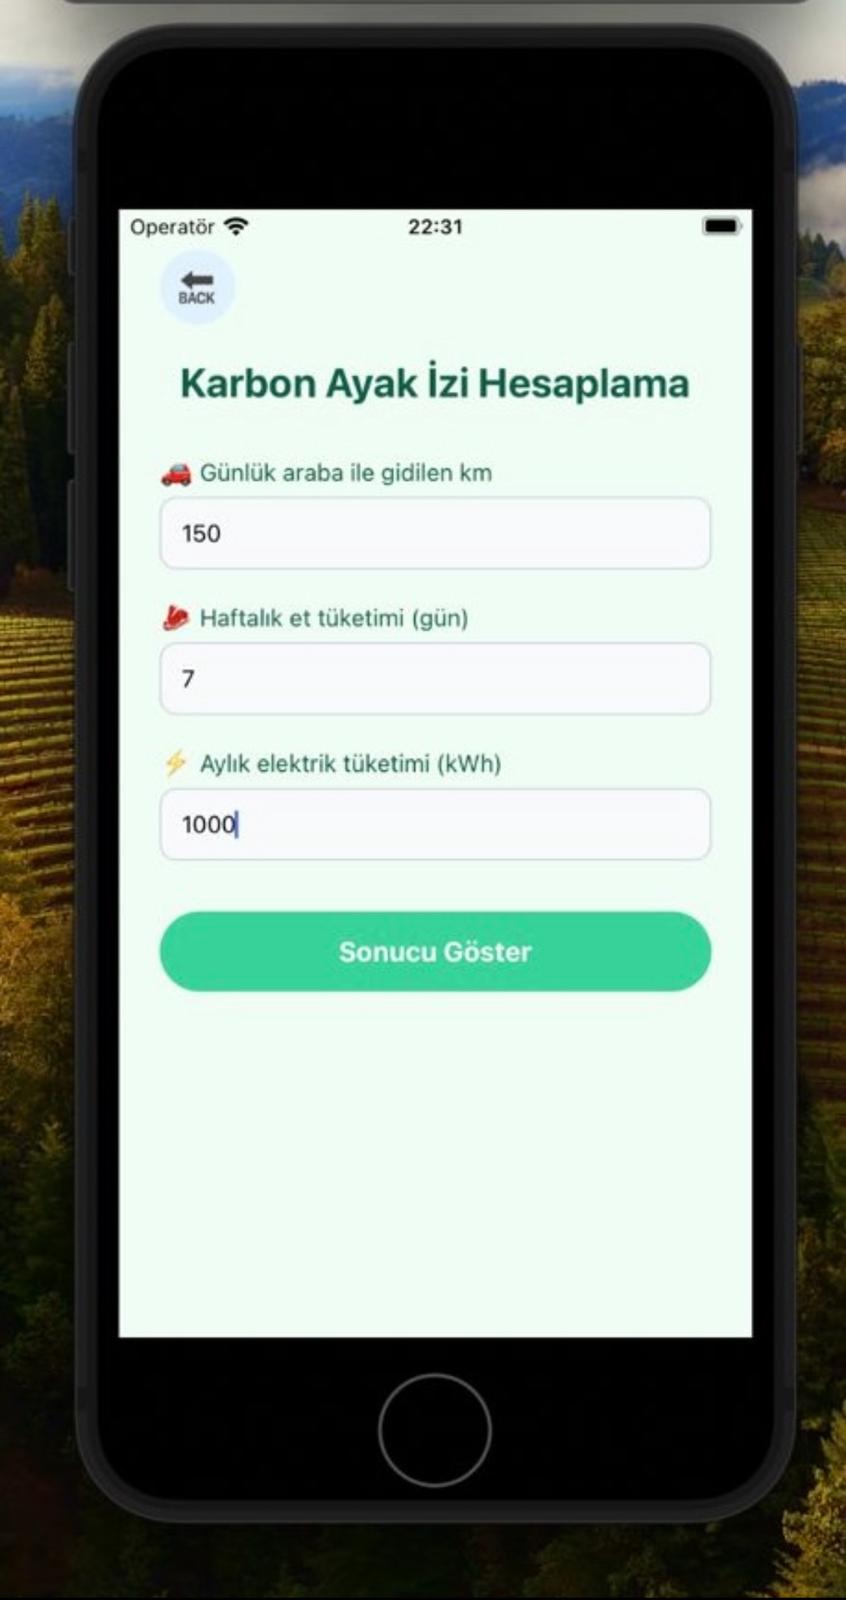 Operatör 22:31
BACK
Karbon Ayak İzi Hesaplama
Günlük araba ile gidilen km
150
Haftalık et tüketimi (gün)
7
Aylık elektrik tüketimi (kWh)
1000
Sonucu Göster